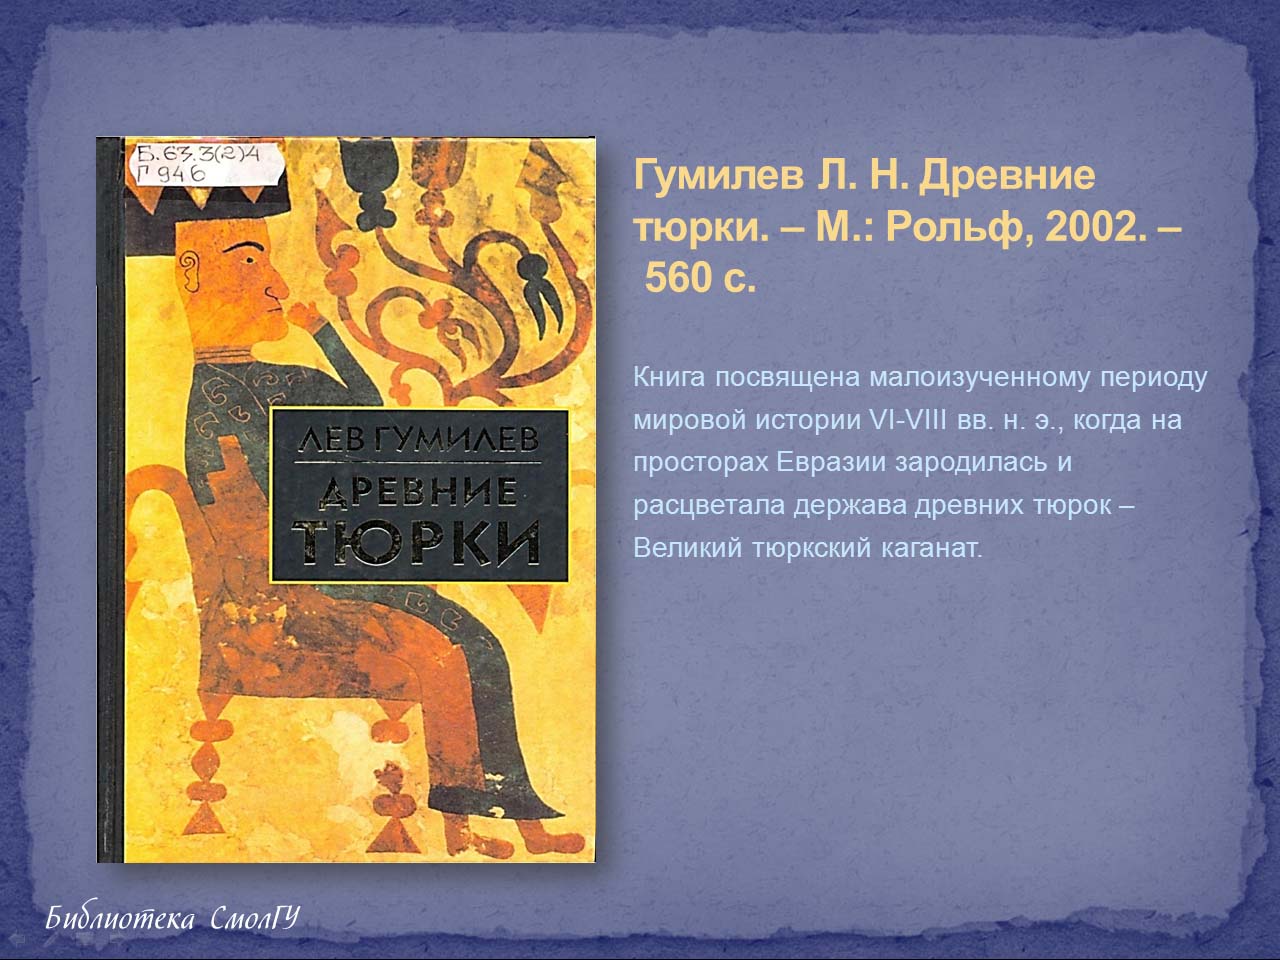 Б.63.3(2)4
Г 946
ЛЕВ ГУМИЛЕВ
ДРЕВНИЕ
ТЮРКИ
Гумилев Л. Н. Древние
тюрки. – М.: Рольф, 2002. –
560 с.
Книга посвящена малоизученному периоду
мировой истории VI-VIII вв. н. э., когда на
просторах Евразии зародилась и
расцветала держава древних тюрок –
Великий тюркский каганат.
Библиотека СмолГУ